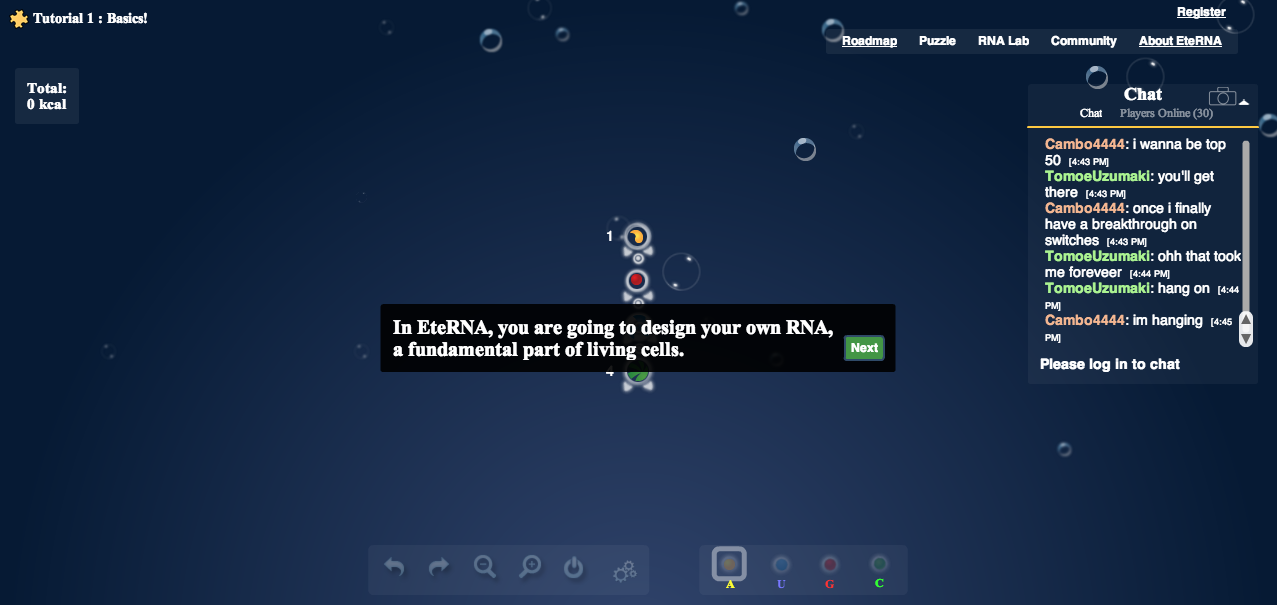 Tutorial 1 : Basics!
Register
Roadmap Puzzle RNA Lab Community About EteRNA
Total:
0 kcal
Chat
Chat Players Online (30)
Cambo4444: i wanna be top
50 [4:43 PM]
TomoeUzumaki: you'll get
there [4:43 PM]
Cambo4444: once i finally
have a breakthrough on
switches [4:43 PM]
TomoeUzumaki: ohh that took
me foreveer [4:44 PM]
TomoeUzumaki: hang on [4:44
PM]
Cambo4444: im hanging [4:45
PM]
Please log in to chat
1
In EteRNA, you are going to design your own RNA,
a fundamental part of living cells.
Next
4
A U G C